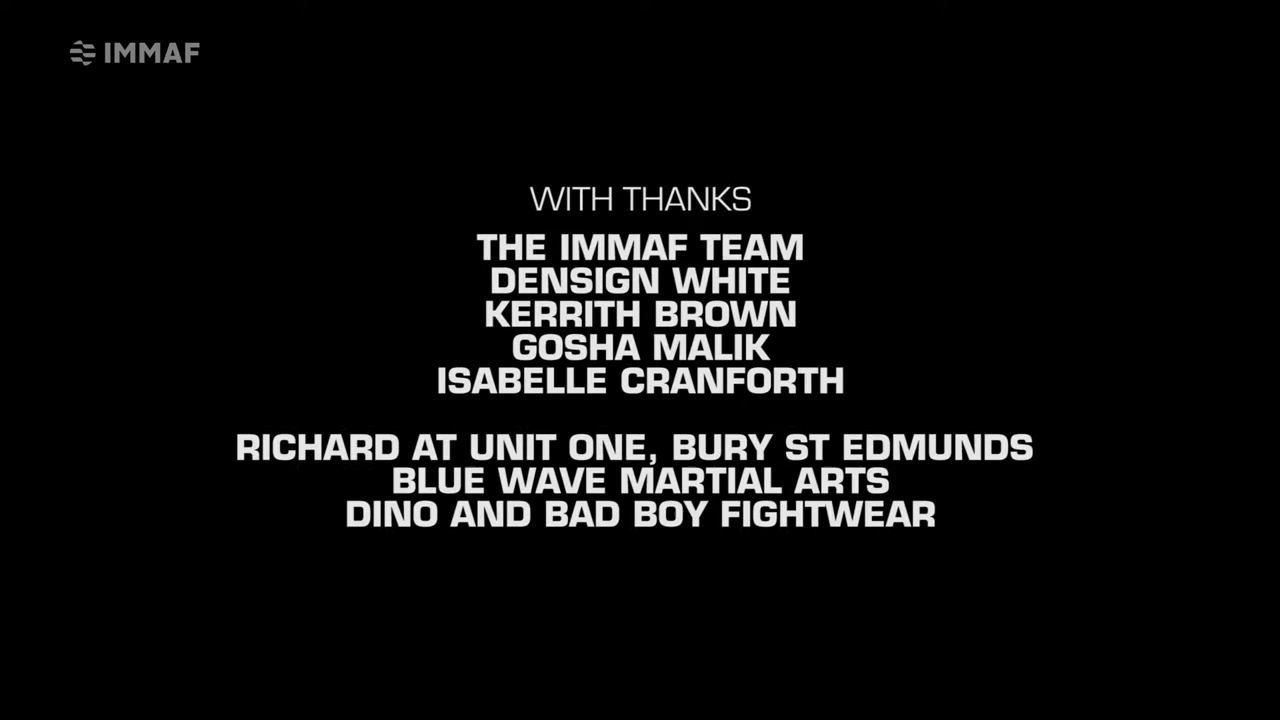 IMMAF
WITH THANKS
THE IMMAF TEAM
DENSIGN WHITE
KERRITH BROWN
GOSHA MALIK
ISABELLE CRANFORTH
RICHARD AT UNIT ONE, BURY ST EDMUNDS
BLUE WAVE MARTIAL ARTS
DINO AND BAD BOY FIGHTWEAR